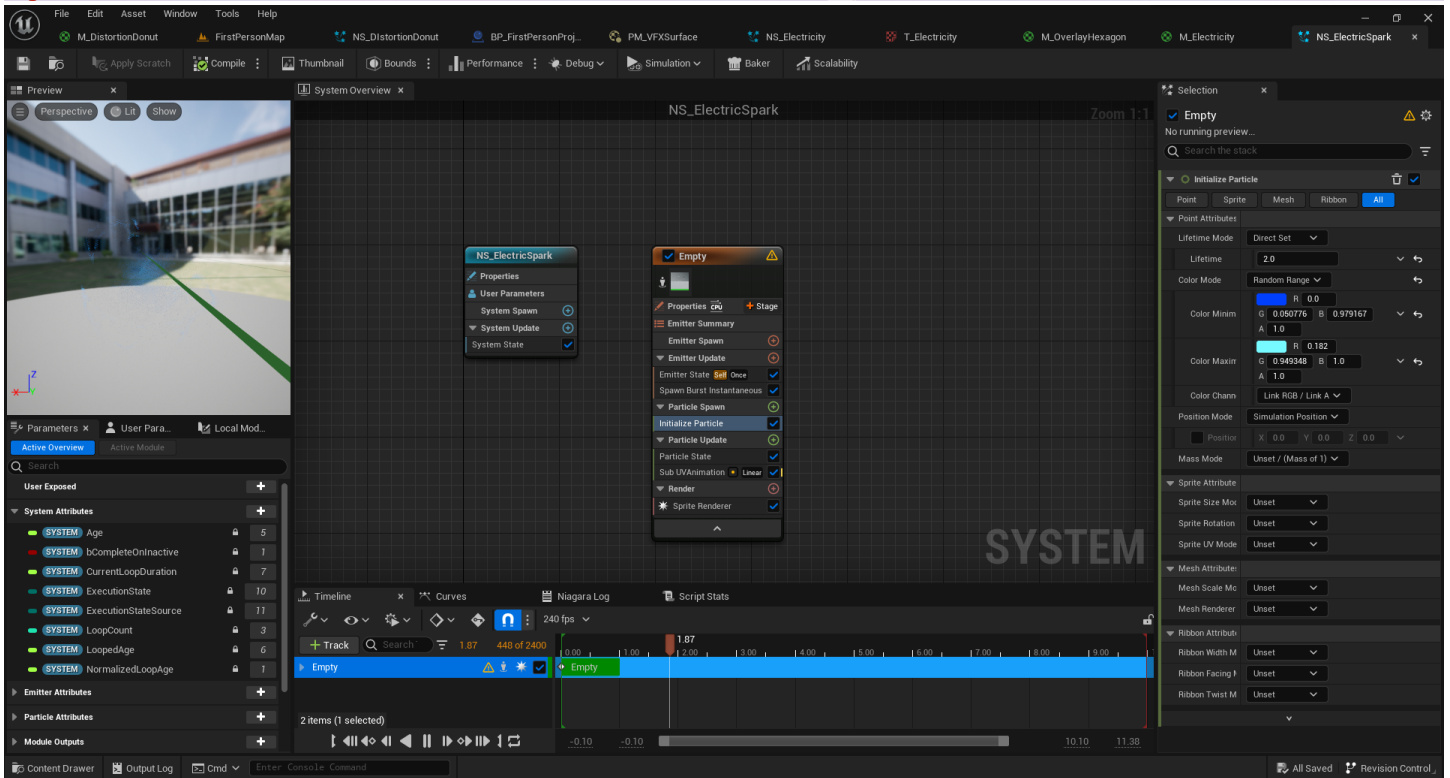 File Edit Asset Window Tools Help
M_DistortionDonut FirstPersonMap NS_DIstortionDonut BP_FirstPersonProj... PM_VFXSurface NS_Electricity T_Electricity M_OverlayHexagon M_Electricity NS_ElectricSpark
Apply Scratch Compile Thumbnail Bounds Performance Debug Simulation Baker Scalability
Preview
Perspective Lit Show
Z
X
Y
System Overview
NS_ElectricSpark
Zoom 1:1
NS_ElectricSpark
Properties
User Parameters
System Spawn
System Update
System State
Empty
Properties CPU Stage
Emitter Summary
Emitter Spawn
Emitter Update
Emitter State Self Once
Spawn Burst Instantaneous
Particle Spawn
Initialize Particle
Particle Update
Particle State
Sub UVAnimation Linear
Render
Sprite Renderer
SYSTEM
Selection
Empty
No running preview...
Search the stack
Initialize Particle
Point Sprite Mesh Ribbon All
Point Attributes
Lifetime Mode Direct Set
Lifetime 2.0
Color Mode Random Range
R 0.0
Color Minim G 0.050776 B 0.979167
A 1.0
R 0.182
Color Maxim G 0.949348 B 1.0
A 1.0
Color Chann Link RGB / Link A
Position Mode Simulation Position
Position X 0.0 Y 0.0 Z 0.0
Mass Mode Unset / (Mass of 1)
Sprite Attribute
Sprite Size Mod Unset
Sprite Rotation Unset
Sprite UV Mode Unset
Mesh Attribute
Mesh Scale Mo Unset
Mesh Renderer Unset
Ribbon Attribut
Ribbon Width M Unset
Ribbon Facing M Unset
Ribbon Twist M Unset
Parameters User Para... Local Mod...
Active Overview Active Module
Search
User Exposed
System Attributes
SYSTEM Age 5
SYSTEM bCompleteOnInactive 1
SYSTEM CurrentLoopDuration 7
SYSTEM ExecutionState 10
SYSTEM ExecutionStateSource 11
SYSTEM LoopCount 3
SYSTEM LoopedAge 6
SYSTEM NormalizedLoopAge 1
Emitter Attributes
Particle Attributes
Module Outputs
Timeline Curves Niagara Log Script Stats
240 fps
Track Search 1.87 448 of 2400
1.87
0.00 1.00 2.00 3.00 4.00 5.00 6.00 7.00 8.00 9.00
Empty Empty
2 items (1 selected)
-0.10 -0.10 10.10 11.38
Content Drawer Output Log Cmd Enter Console Command All Saved Revision Control